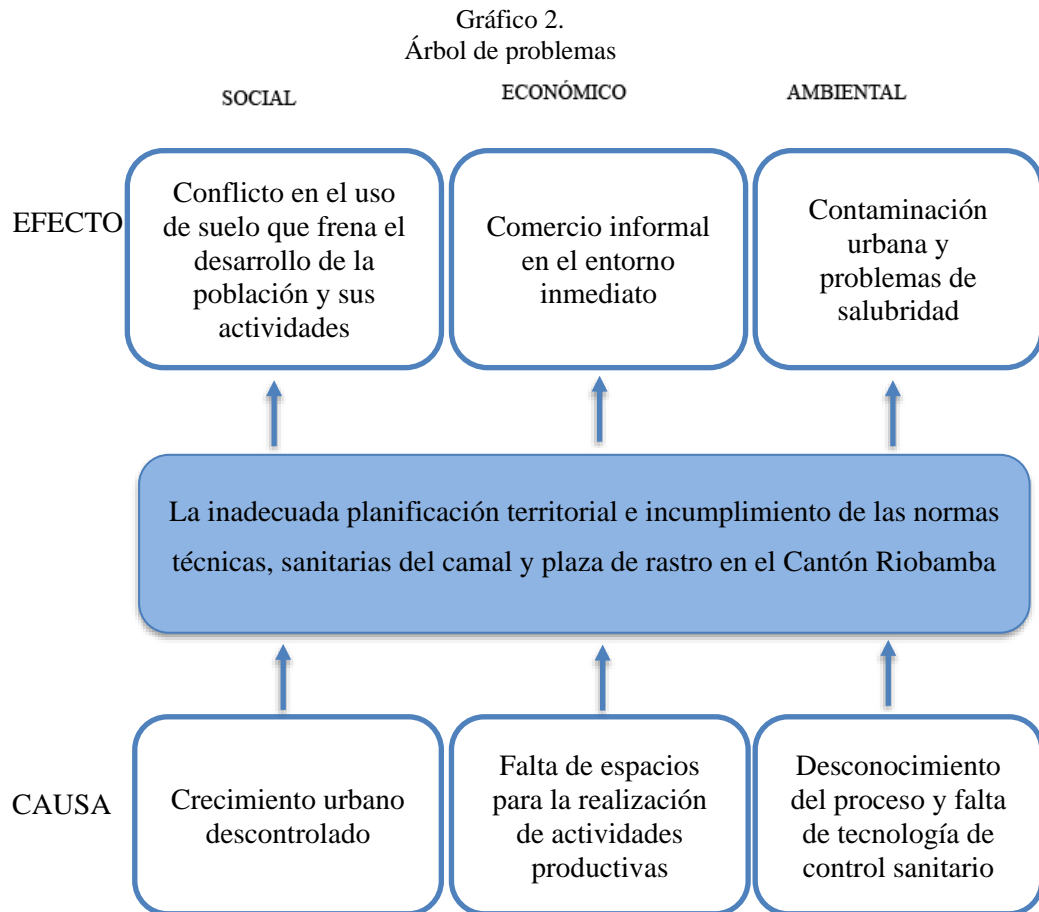 Gráfico 2.
Árbol de problemas
SOCIAL
ECONÓMICO
AMBIENTAL
EFECTO
Conflicto en el uso
de suelo que frena el
desarrollo de la
población y sus
actividades
Comercio informal
en el entorno
inmediato
Contaminación
urbana y
problemas de
salubridad
La inadecuada planificación territorial e incumplimiento de las normas
técnicas, sanitarias del camal y plaza de rastro en el Cantón Riobamba
CAUSA
Crecimiento urbano
descontrolado
Falta de espacios
para la realización
de actividades
productivas
Desconocimiento
del proceso y falta
de tecnología de
control sanitario